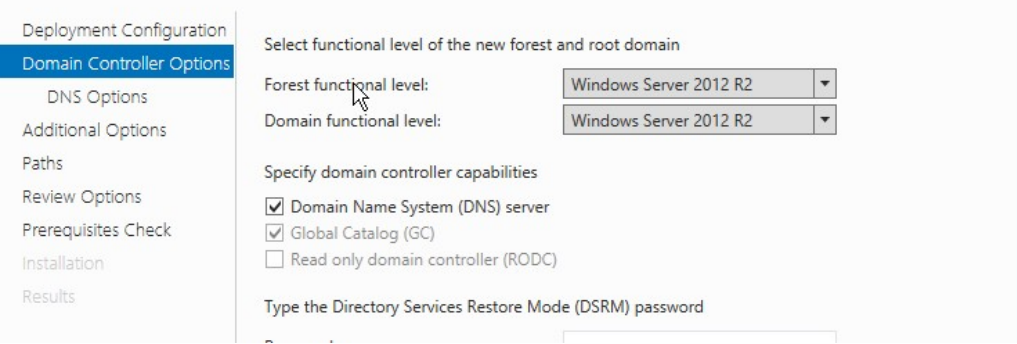 Deployment Configuration
Domain Controller Options
DNS Options
Additional Options
Paths
Review Options
Prerequisites Check
Installation
Results
Select functional level of the new forest and root domain
Forest functional level: Windows Server 2012 R2
Domain functional level: Windows Server 2012 R2
Specify domain controller capabilities
Domain Name System (DNS) server
Global Catalog (GC)
Read only domain controller (RODC)
Type the Directory Services Restore Mode (DSRM) password